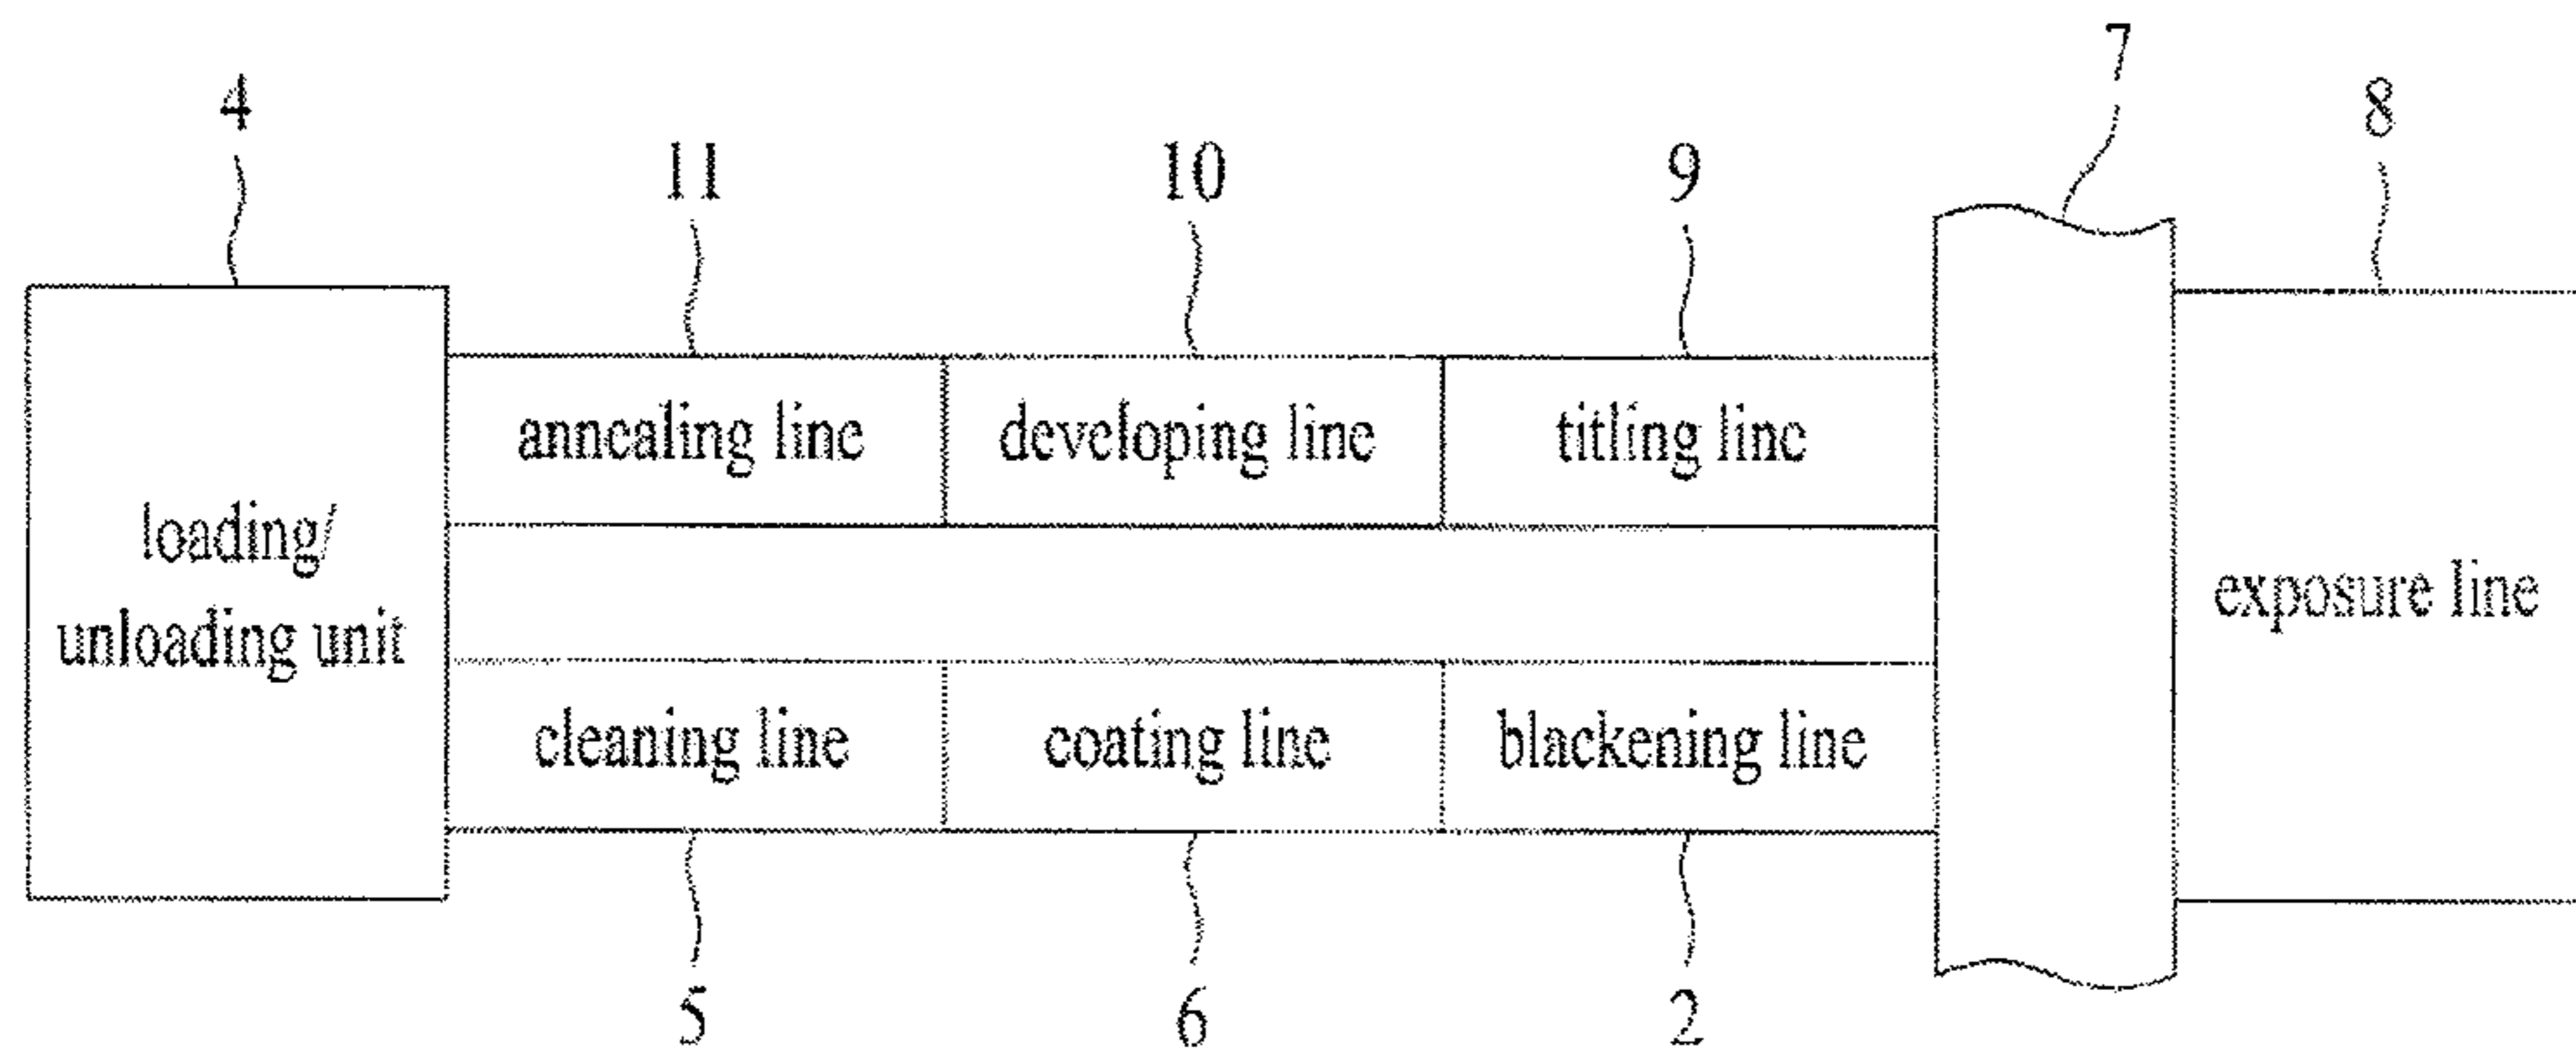 7
4
8
11
10
9
annealing line
developing line
titling line
loading/
unloading unit
exposure line
cleaning line
coating line
blackening line
5
6
2